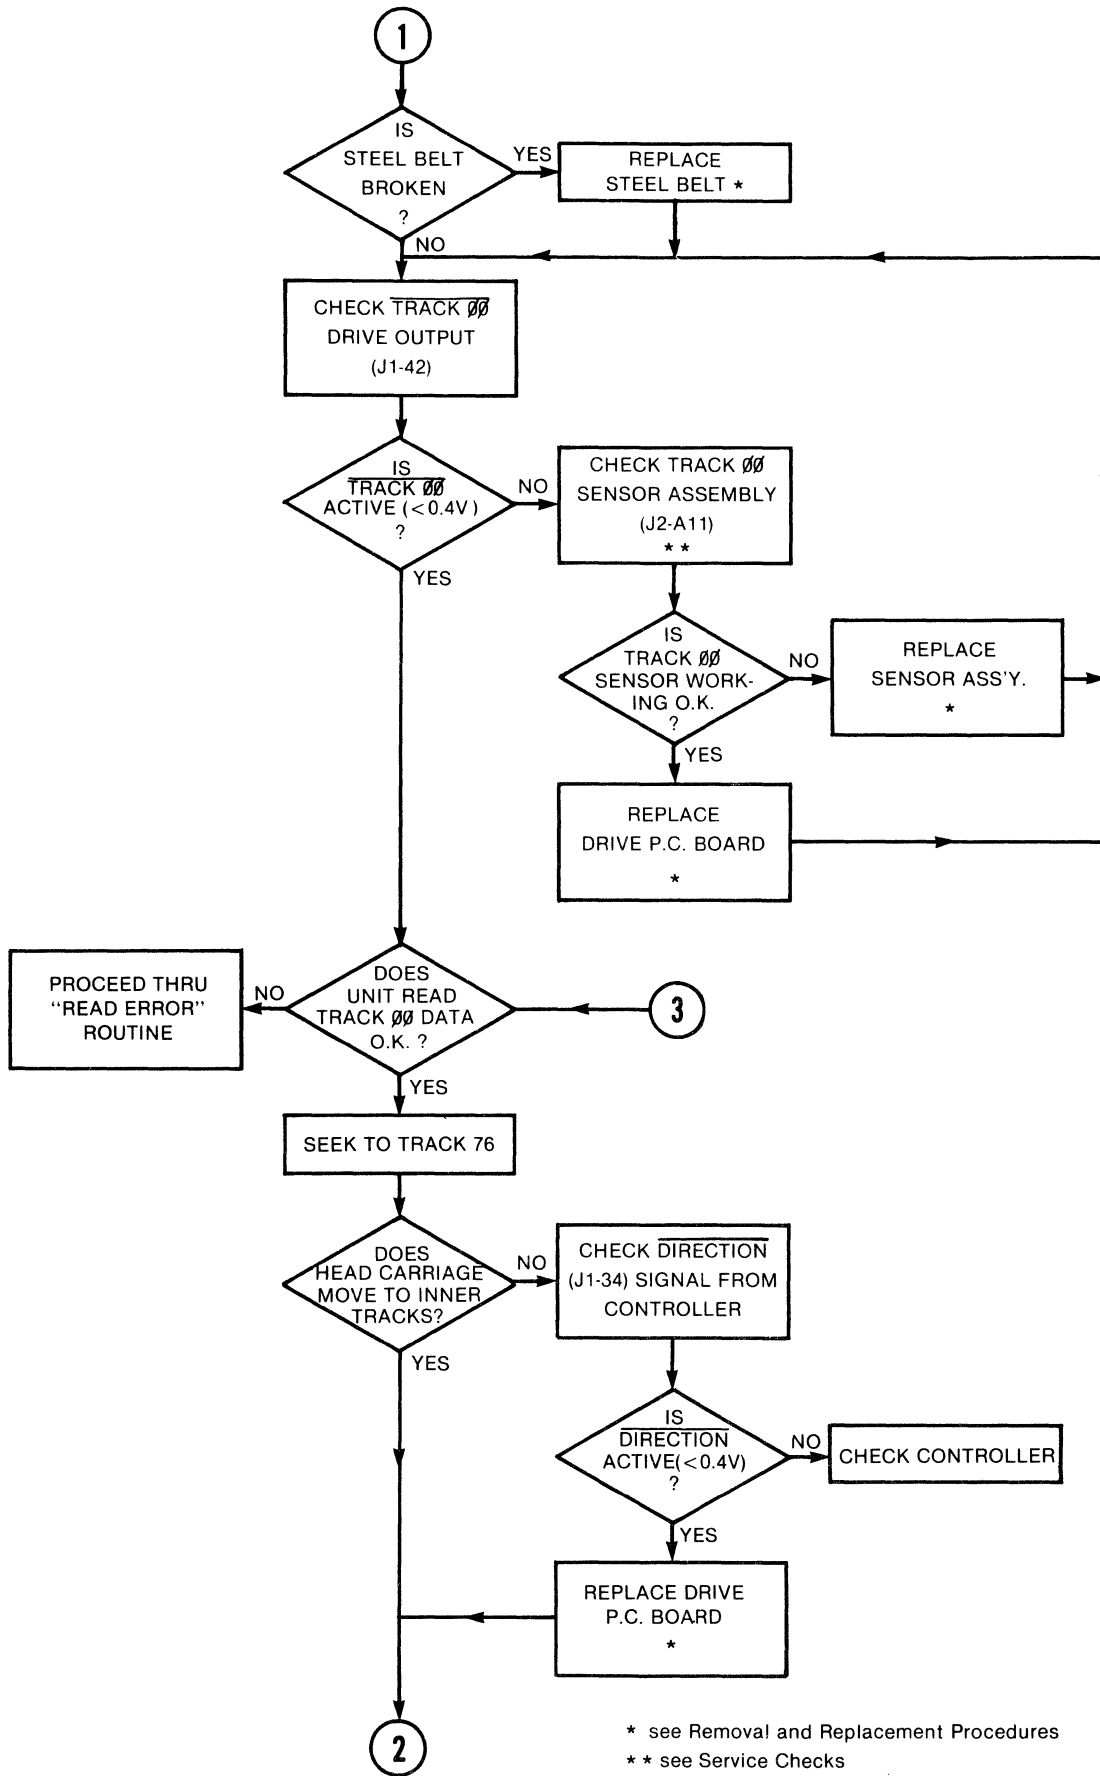 1
IS
STEEL BELT
BROKEN
?
YES
REPLACE
STEEL BELT *
NO
CHECK TRACK ØØ
DRIVE OUTPUT
(J1-42)
IS
TRACK ØØ
ACTIVE (<0.4V)
?
NO
CHECK TRACK ØØ
SENSOR ASSEMBLY
(J2-A11)
* *
YES
IS
TRACK ØØ
SENSOR WORK-
ING O.K.
?
NO
REPLACE
SENSOR ASS'Y.
*
YES
REPLACE
DRIVE P.C. BOARD
*
PROCEED THRU
"READ ERROR"
ROUTINE
NO
DOES
UNIT READ
TRACK ØØ DATA
O.K. ?
3
YES
SEEK TO TRACK 76
DOES
HEAD CARRIAGE
MOVE TO INNER
TRACKS?
NO
CHECK DIRECTION
(J1-34) SIGNAL FROM
CONTROLLER
YES
IS
DIRECTION
ACTIVE(<0.4V)
?
NO
CHECK CONTROLLER
YES
REPLACE DRIVE
P.C. BOARD
*
2
* see Removal and Replacement Procedures
* * see Service Checks